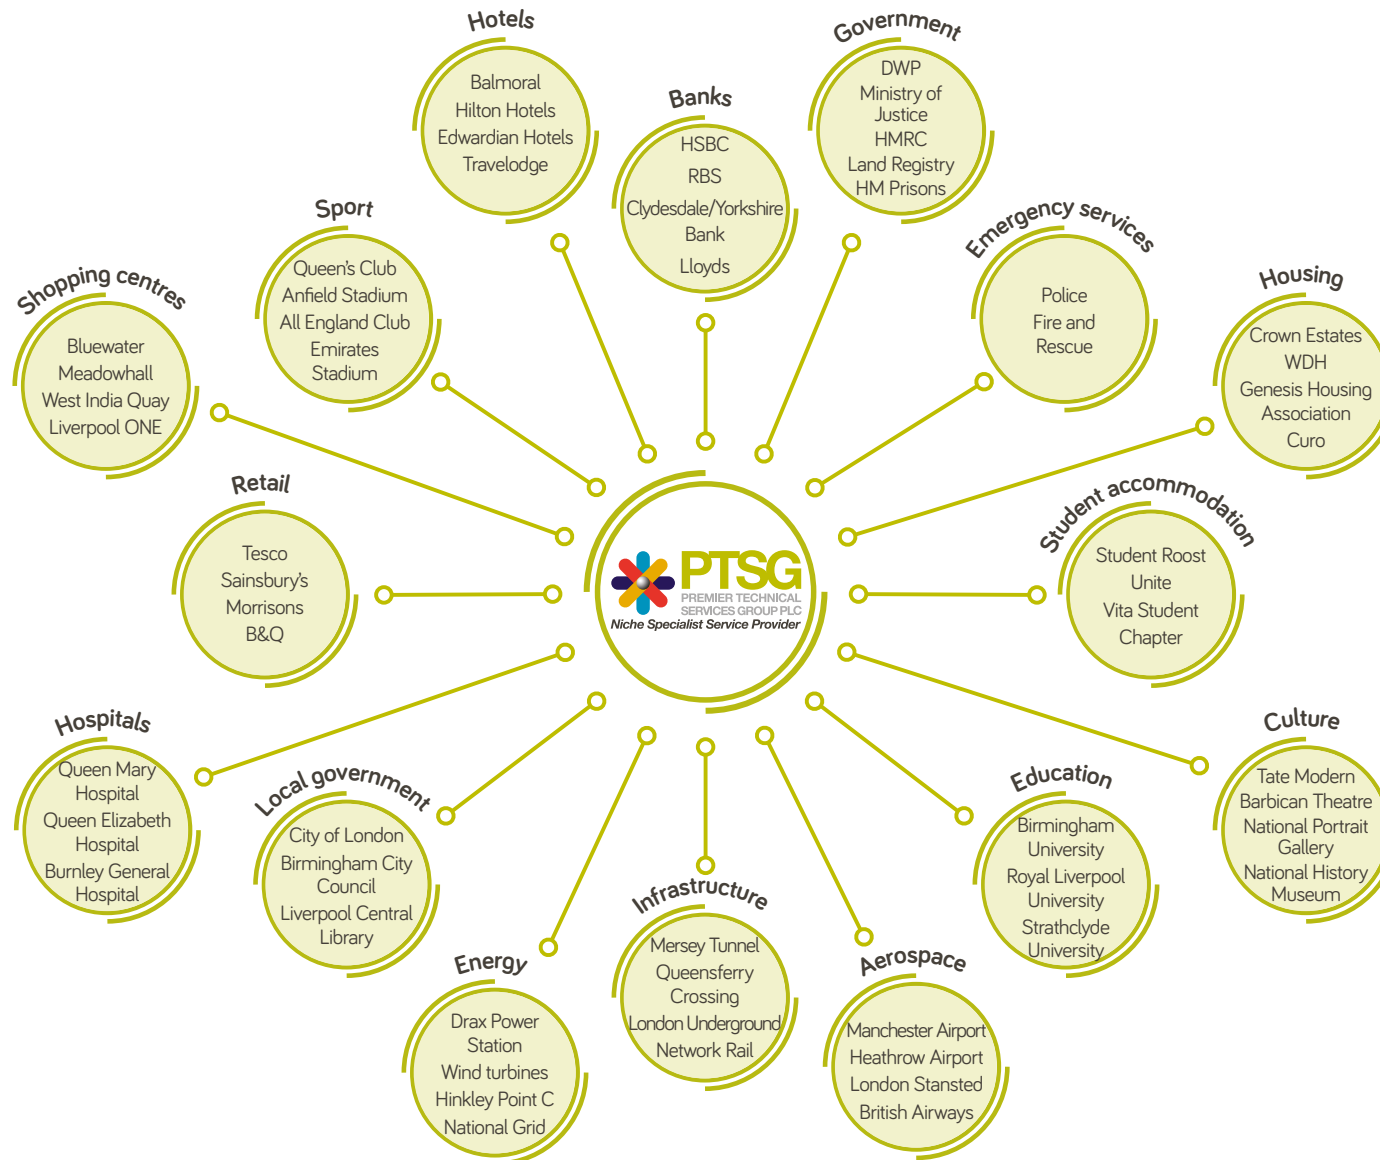 Hotels
Balmoral
Hilton Hotels
Edwardian Hotels
Travelodge
Banks
HSBC
RBS
Clydesdale/Yorkshire
Bank
Lloyds
Government
DWP
Ministry of
Justice
HMRC
Land Registry
HM Prisons
Sport
Queen's Club
Anfield Stadium
All England Club
Emirates
Stadium
Emergency services
Police
Fire and
Rescue
Shopping centres
Bluewater
Meadowhall
West India Quay
Liverpool ONE
Housing
Crown Estates
WDH
Genesis Housing
Association
Curo
Retail
Tesco
Sainsbury's
Morrisons
B&Q
PTSG
PREMIER TECHNICAL
SERVICES GROUP PLC
Niche Specialist Service Provider
Student accommodation
Student Roost
Unite
Vita Student
Chapter
Hospitals
Queen Mary
Hospital
Queen Elizabeth
Hospital
Burnley General
Hospital
Local government
City of London
Birmingham City
Council
Liverpool Central
Library
Energy
Drax Power
Station
Wind turbines
Hinkley Point C
National Grid
Infrastructure
Mersey Tunnel
Queensferry
Crossing
London Underground
Network Rail
Aerospace
Manchester Airport
Heathrow Airport
London Stansted
British Airways
Education
Birmingham
University
Royal Liverpool
University
Strathclyde
University
Culture
Tate Modern
Barbican Theatre
National Portrait
Gallery
National History
Museum